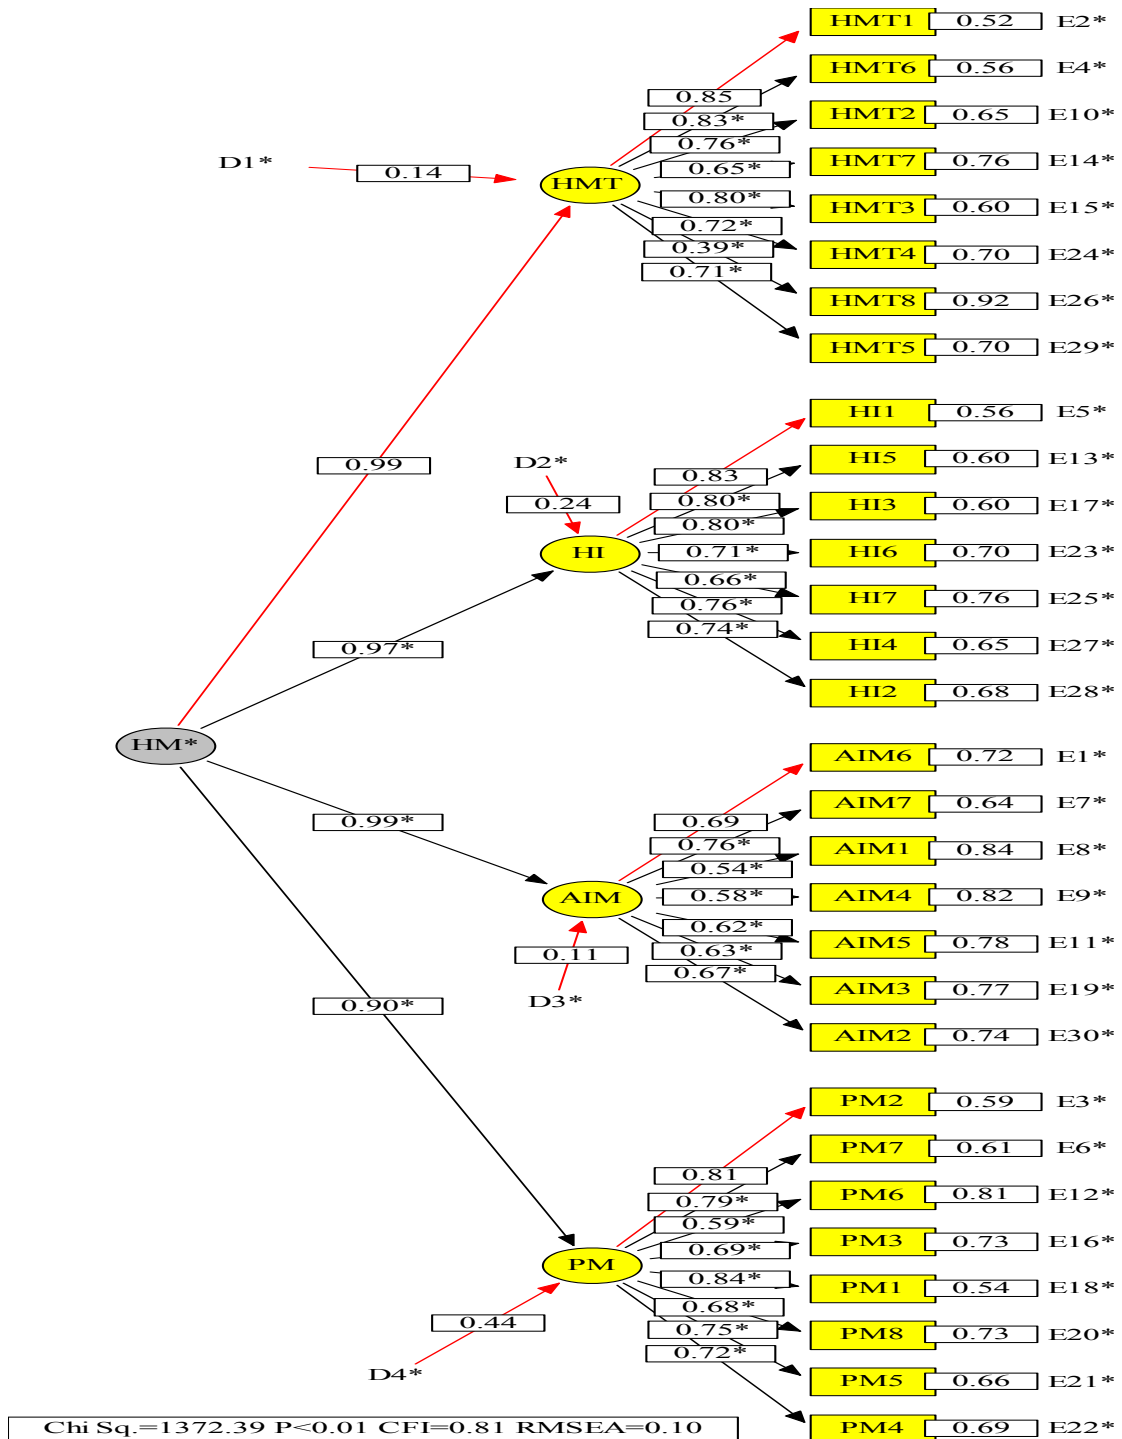 HMT1 0.52 E2*
HMT6 0.56 E4*
0.85
HMT2 0.65 E10*
0.83*
0.76*
D1* 0.14 HMT 0.65* HMT7 0.76 E14*
0.80* HMT3 0.60 E15*
0.72*
0.39* HMT4 0.70 E24*
0.71*
HMT8 0.92 E26*
HMT5 0.70 E29*
HI1 0.56 E5*
0.99 D2* HI5 0.60 E13*
0.83
0.24 0.80* HI3 0.60 E17*
0.80*
HI 0.71* HI6 0.70 E23*
0.66*
0.76* HI7 0.76 E25*
0.74*
0.97* HI4 0.65 E27*
HI2 0.68 E28*
HM*
AIM6 0.72 E1*
AIM7 0.64 E7*
0.99* 0.69
0.76* AIM1 0.84 E8*
0.54*
AIM 0.58* AIM4 0.82 E9*
0.62*
0.11 0.63* AIM5 0.78 E11*
0.67*
D3* AIM3 0.77 E19*
0.90*
AIM2 0.74 E30*
PM2 0.59 E3*
PM7 0.61 E6*
0.81
0.79* PM6 0.81 E12*
0.59*
0.69* PM3 0.73 E16*
PM
0.84* PM1 0.54 E18*
0.68*
0.44 0.75* PM8 0.73 E20*
0.72*
D4* PM5 0.66 E21*
Chi Sq.=1372.39 P<0.01 CFI=0.81 RMSEA=0.10 PM4 0.69 E22*